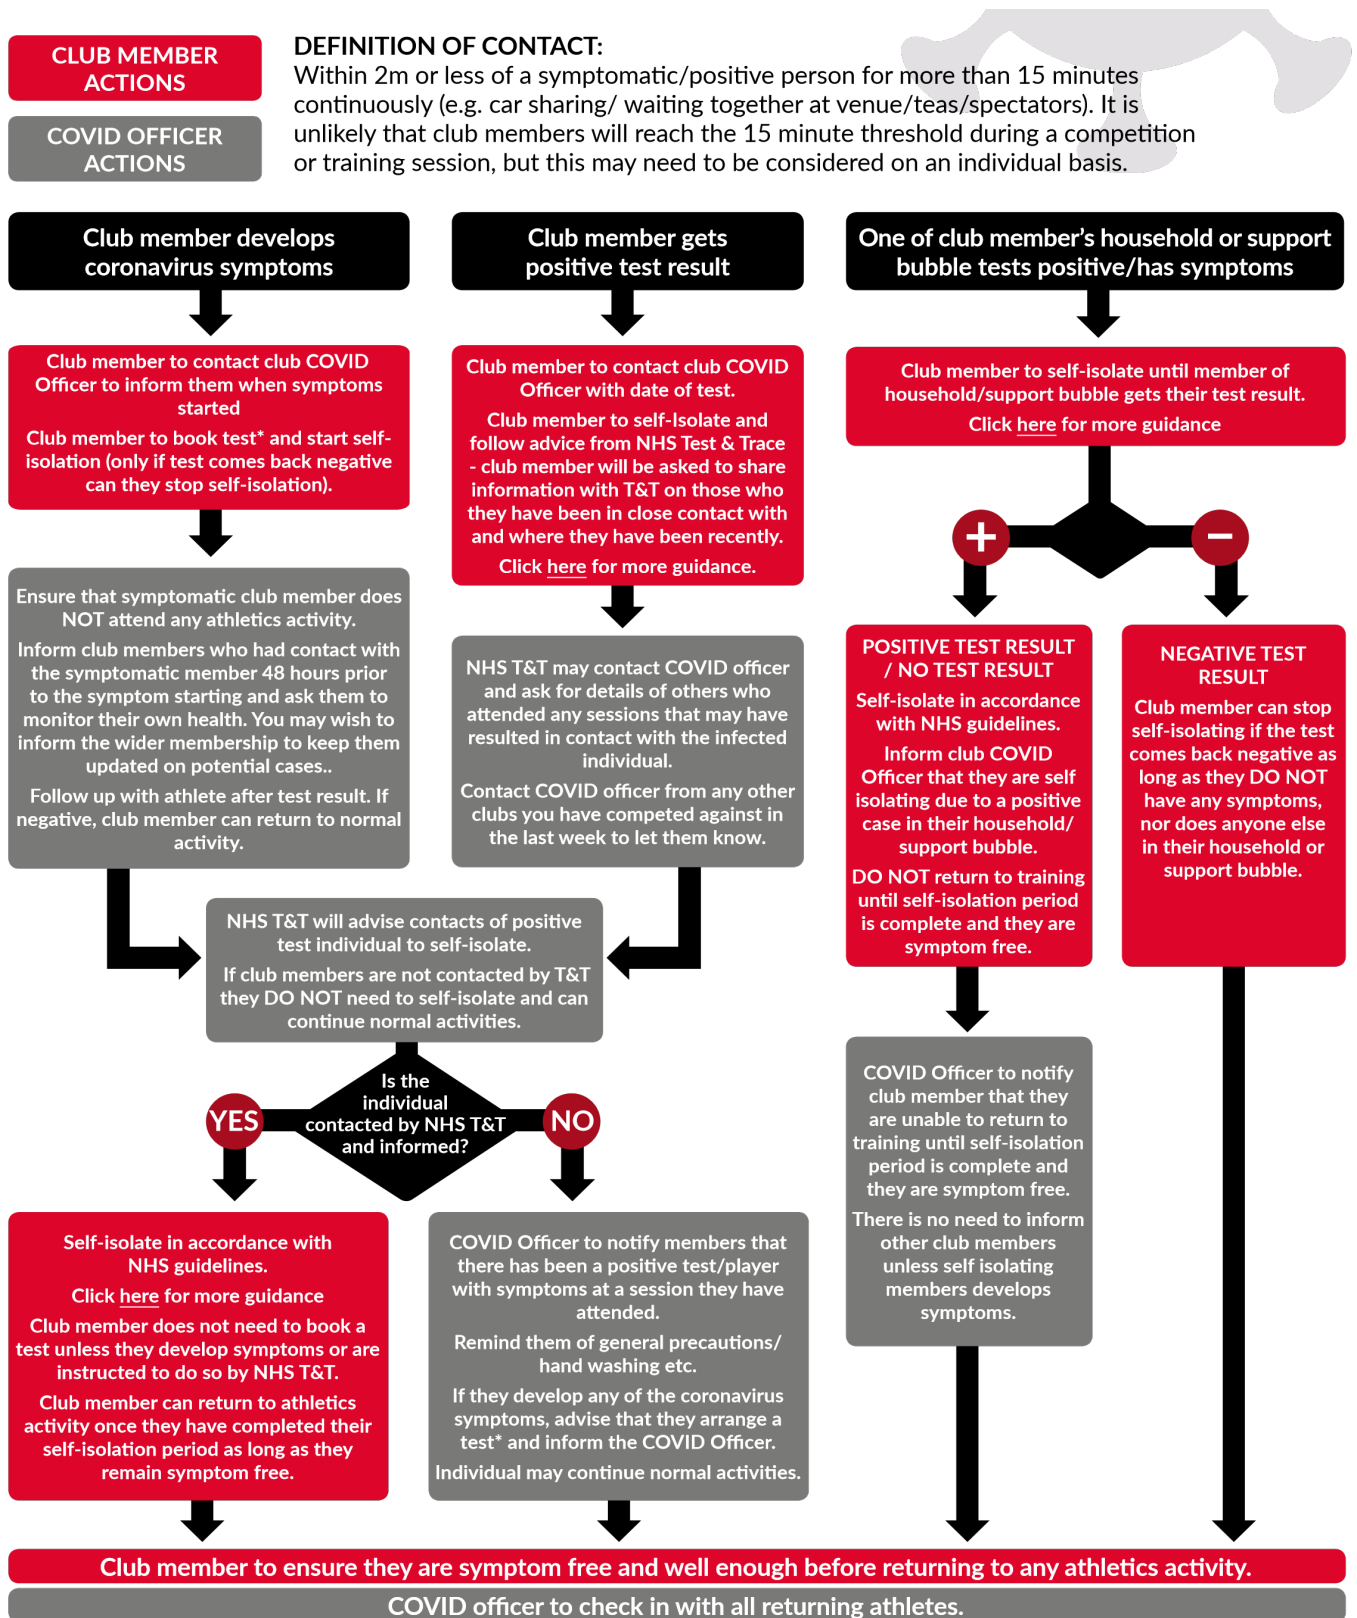 CLUB MEMBER
ACTIONS
COVID OFFICER
ACTIONS
DEFINITION OF CONTACT:
Within 2m or less of a symptomatic/positive person for more than 15 minutes
continuously (e.g. car sharing/ waiting together at venue/teas/spectators). It is
unlikely that club members will reach the 15 minute threshold during a competition
or training session, but this may need to be considered on an individual basis.
Club member develops
coronavirus symptoms
Club member to contact club COVID
Officer to inform them when symptoms
started
Club member to book test* and start self-
isolation (only if test comes back negative
can they stop self-isolation).
Ensure that symptomatic club member does
NOT attend any athletics activity.
Inform club members who had contact with
the symptomatic member 48 hours prior
to the symptom starting and ask them to
monitor their own health. You may wish to
inform the wider membership to keep them
updated on potential cases..
Follow up with athlete after test result. If
negative, club member can return to normal
activity.
Club member gets
positive test result
Club member to contact club COVID
Officer with date of test.
Club member to self-Isolate and
follow advice from NHS Test & Trace
- club member will be asked to share
information with T&T on those who
they have been in close contact with
and where they have been recently.
Click here for more guidance.
NHS T&T may contact COVID officer
and ask for details of others who
attended any sessions that may have
resulted in contact with the infected
individual.
Contact COVID officer from any other
clubs you have competed against in
the last week to let them know.
NHS T&T will advise contacts of positive
test individual to self-isolate.
If club members are not contacted by T&T
they DO NOT need to self-isolate and can
continue normal activities.
Is the
individual
contacted by NHS T&T
and informed?
YES
NO
Self-isolate in accordance with
NHS guidelines.
Click here for more guidance
Club member does not need to book a
test unless they develop symptoms or are
instructed to do so by NHS T&T.
Club member can return to athletics
activity once they have completed their
self-isolation period as long as they
remain symptom free.
COVID Officer to notify members that
there has been a positive test/player
with symptoms at a session they have
attended.
Remind them of general precautions/
hand washing etc.
If they develop any of the coronavirus
symptoms, advise that they arrange a
test* and inform the COVID Officer.
Individual may continue normal activities.
One of club member's household or support
bubble tests positive/has symptoms
Club member to self-isolate until member of
household/support bubble gets their test result.
Click here for more guidance
+
−
POSITIVE TEST RESULT
/ NO TEST RESULT
Self-isolate in accordance
with NHS guidelines.
Inform club COVID
Officer that they are self
isolating due to a positive
case in their household/
support bubble.
DO NOT return to training
until self-isolation period
is complete and they are
symptom free.
NEGATIVE TEST
RESULT
Club member can stop
self-isolating if the test
comes back negative as
long as they DO NOT
have any symptoms,
nor does anyone else
in their household or
support bubble.
COVID Officer to notify
club member that they
are unable to return to
training until self-isolation
period is complete and
they are symptom free.
There is no need to inform
other club members
unless self isolating
members develops
symptoms.
Club member to ensure they are symptom free and well enough before returning to any athletics activity.
COVID officer to check in with all returning athletes.